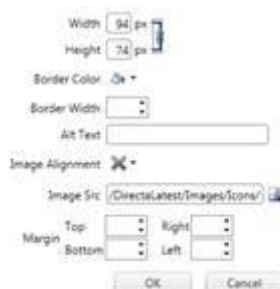 Width 94 px
Height 74 px
Border Color
Border Width
Alt Text
Image Alignment
Image Src /DirectaLatest/Images/Icons/
Margin Top Right
Bottom Left
OK Cancel